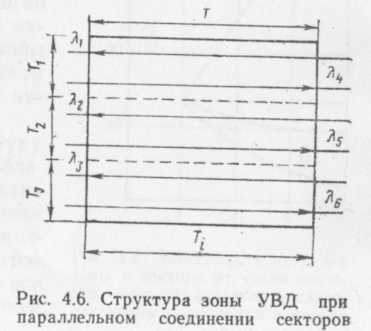 T
λ₁
T₁
λ₄
λ₂
T₂
λ₅
λ₃
T₃
λ₆
Tᵢ
Рис. 4.6. Структура зоны УВД при
параллельном соединении секторов